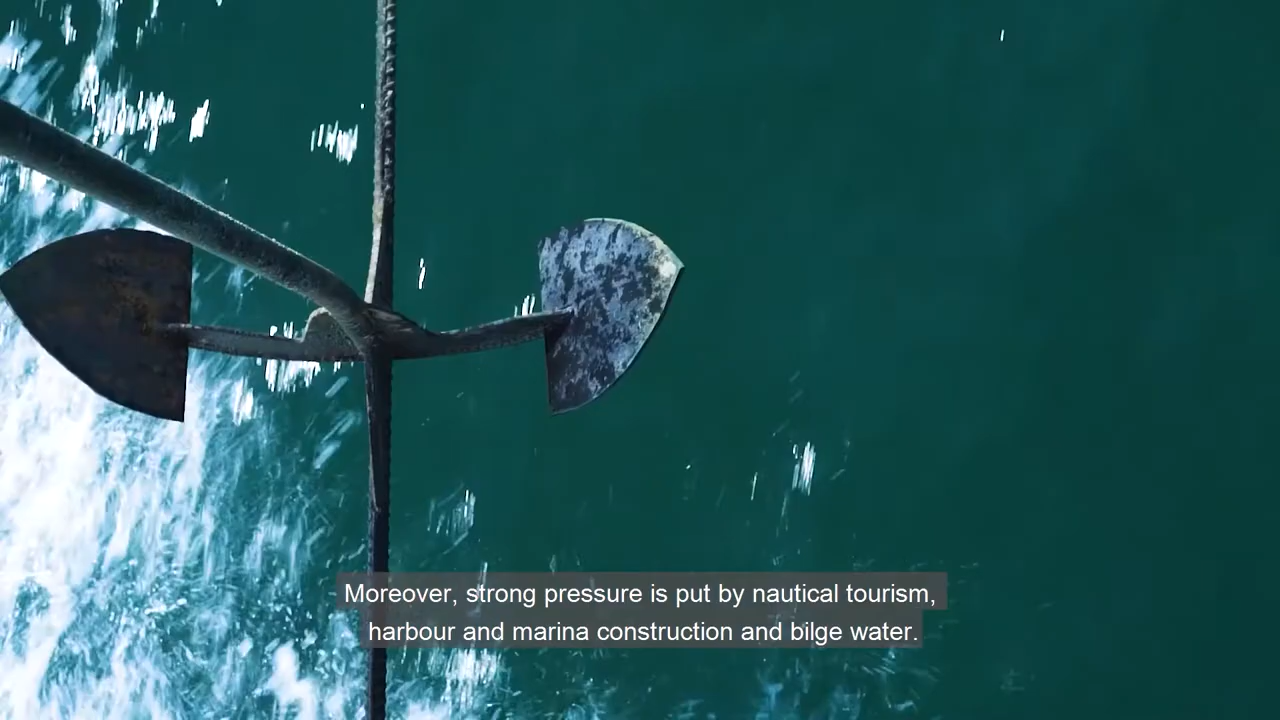 Moreover, strong pressure is put by nautical tourism,
harbour and marina construction and bilge water.